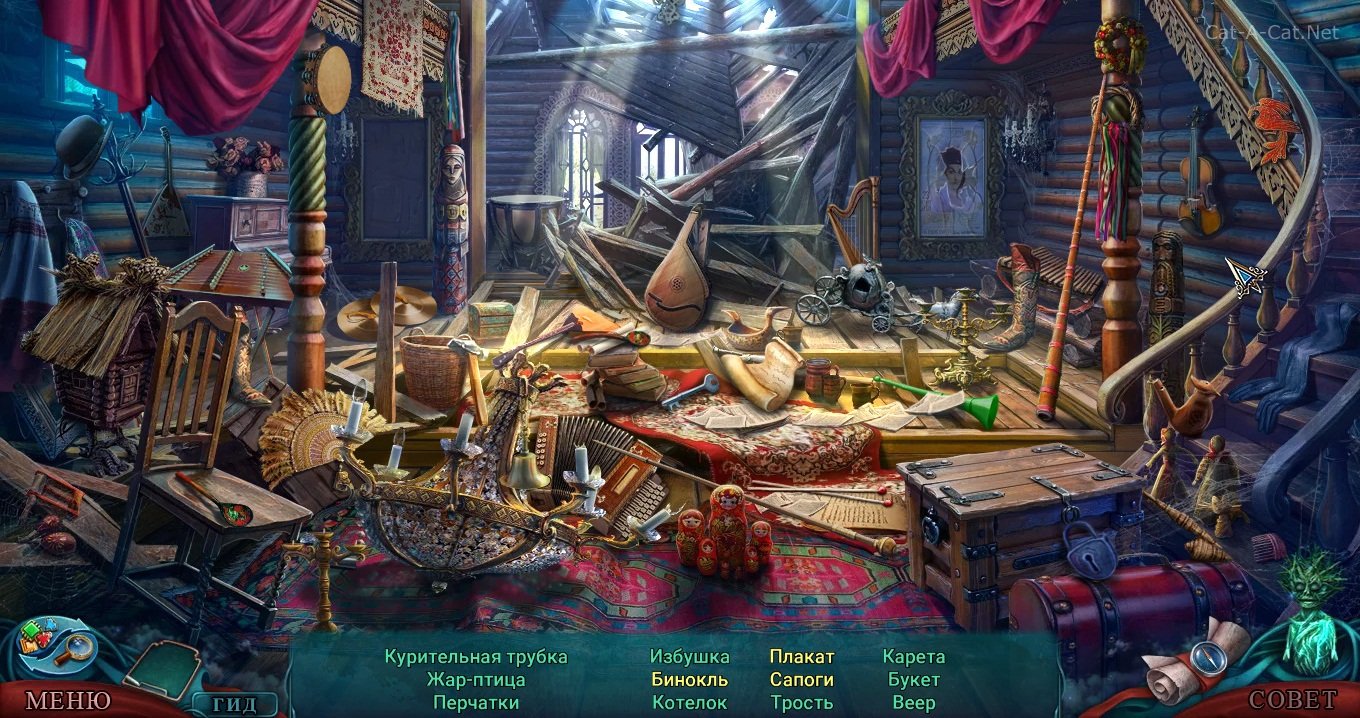 Cat-A-Cat.Net
Курительная трубка Избушка Плакат Карета
Жар-птица Бинокль Сапоги Букет
Перчатки Котелок Трость Веер
МЕНЮ ГИД СОВЕТ